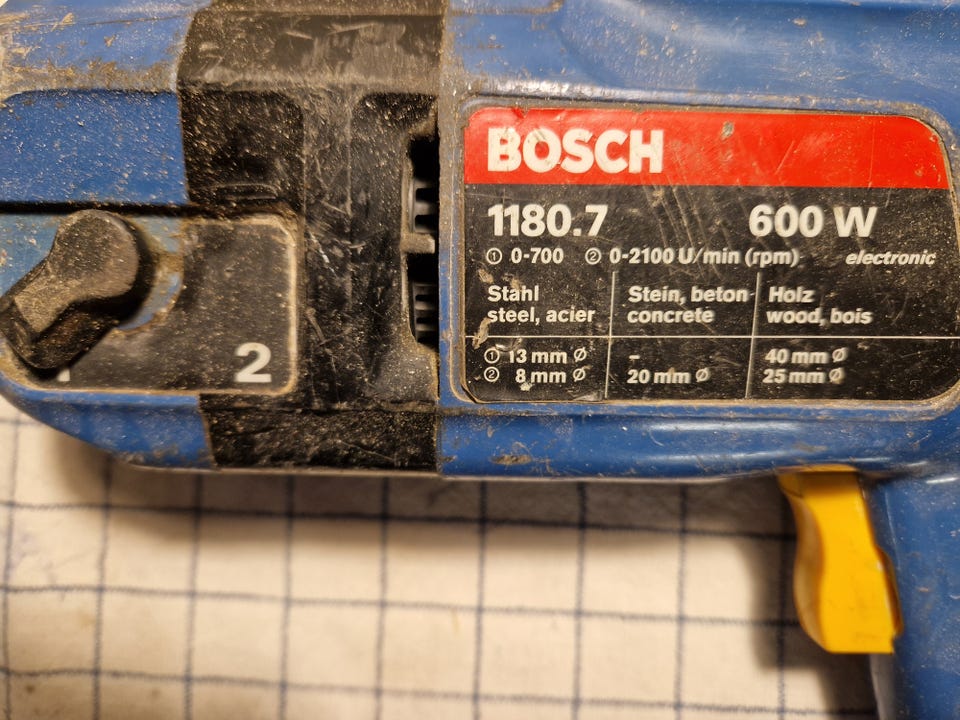 BOSCH
1180.7 600 W
① 0-700 ② 0-2100 U/min (rpm) electronic
Stahl Stein, beton Holz
steel, acier concrete wood, bois
① 13 mm Ø – 40 mm Ø
② 8 mm Ø 20 mm Ø 25 mm Ø
2